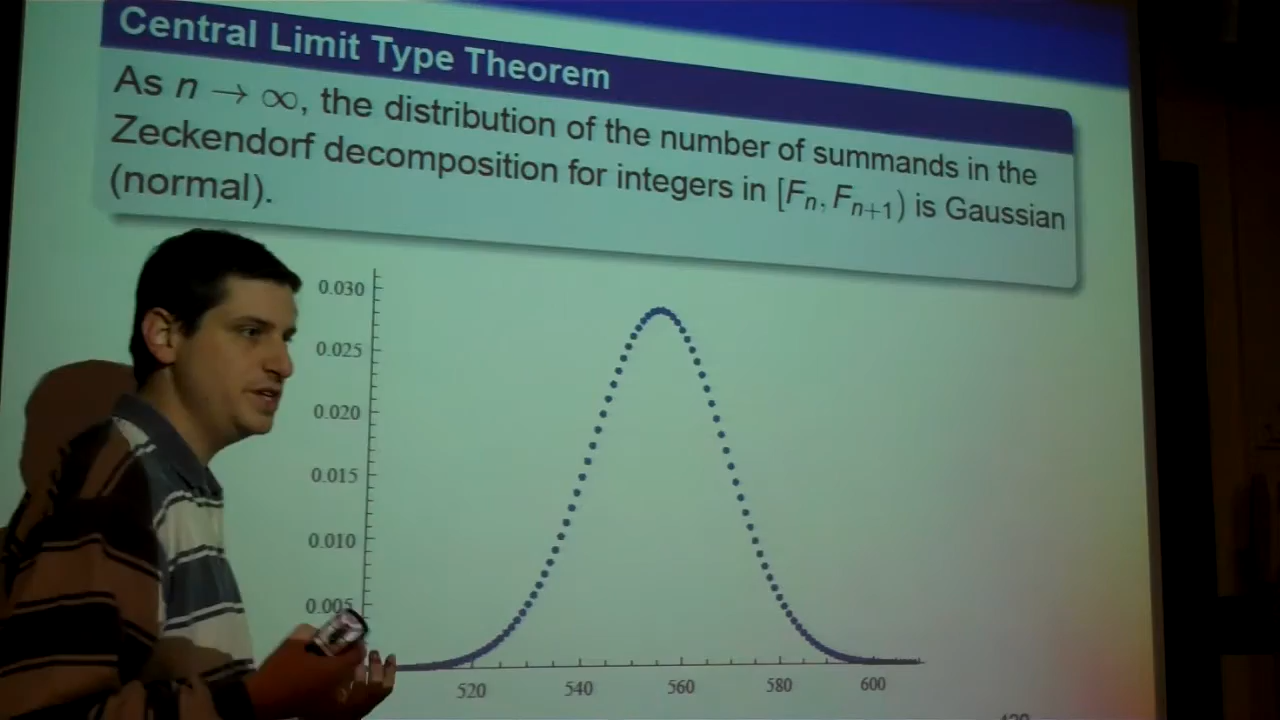 Central Limit Type Theorem
As n → ∞, the distribution of the number of summands in the
Zeckendorf decomposition for integers in [Fₙ, Fₙ₊₁) is Gaussian
(normal).
0.030
0.025
0.020
0.015
0.010
0.005
520 540 560 580 600